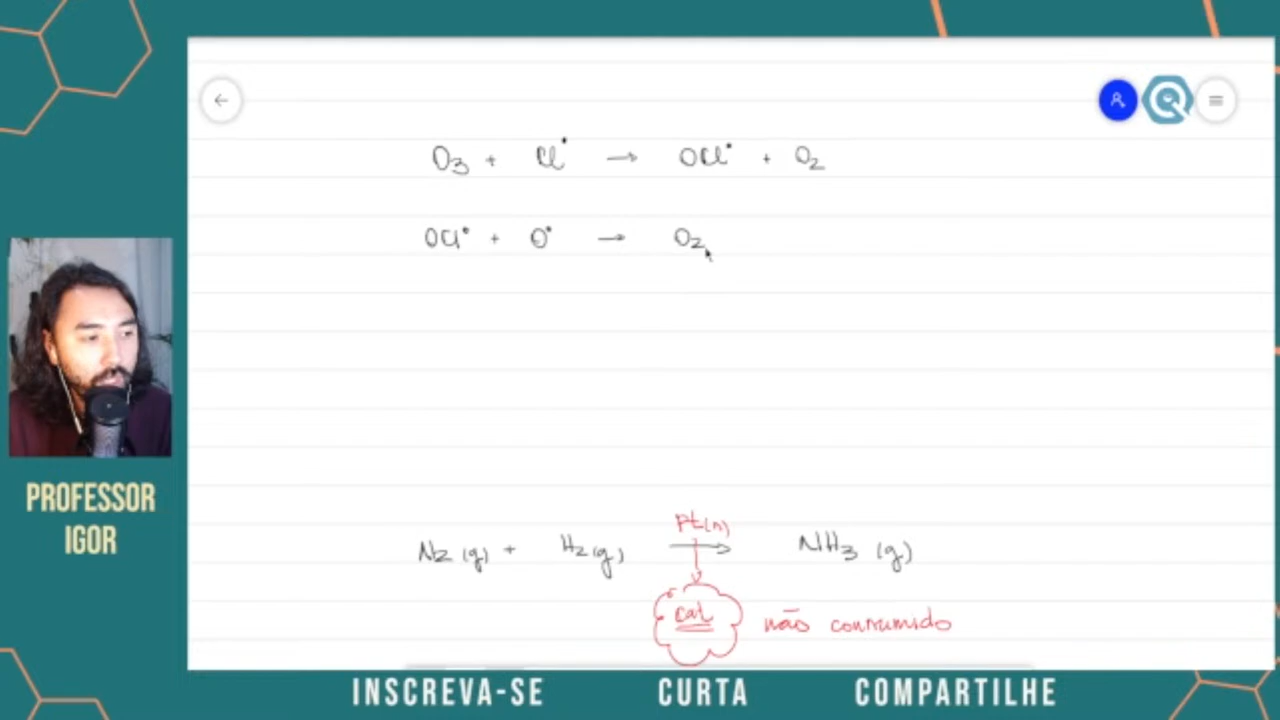 O3 + Cl• → OCl• + O2
OCl• + O• → O2
Pt(s)
N2 (g) + H2 (g) → NH3 (g)
cat não consumido
PROFESSOR
IGOR
INSCREVA-SE CURTA COMPARTILHE